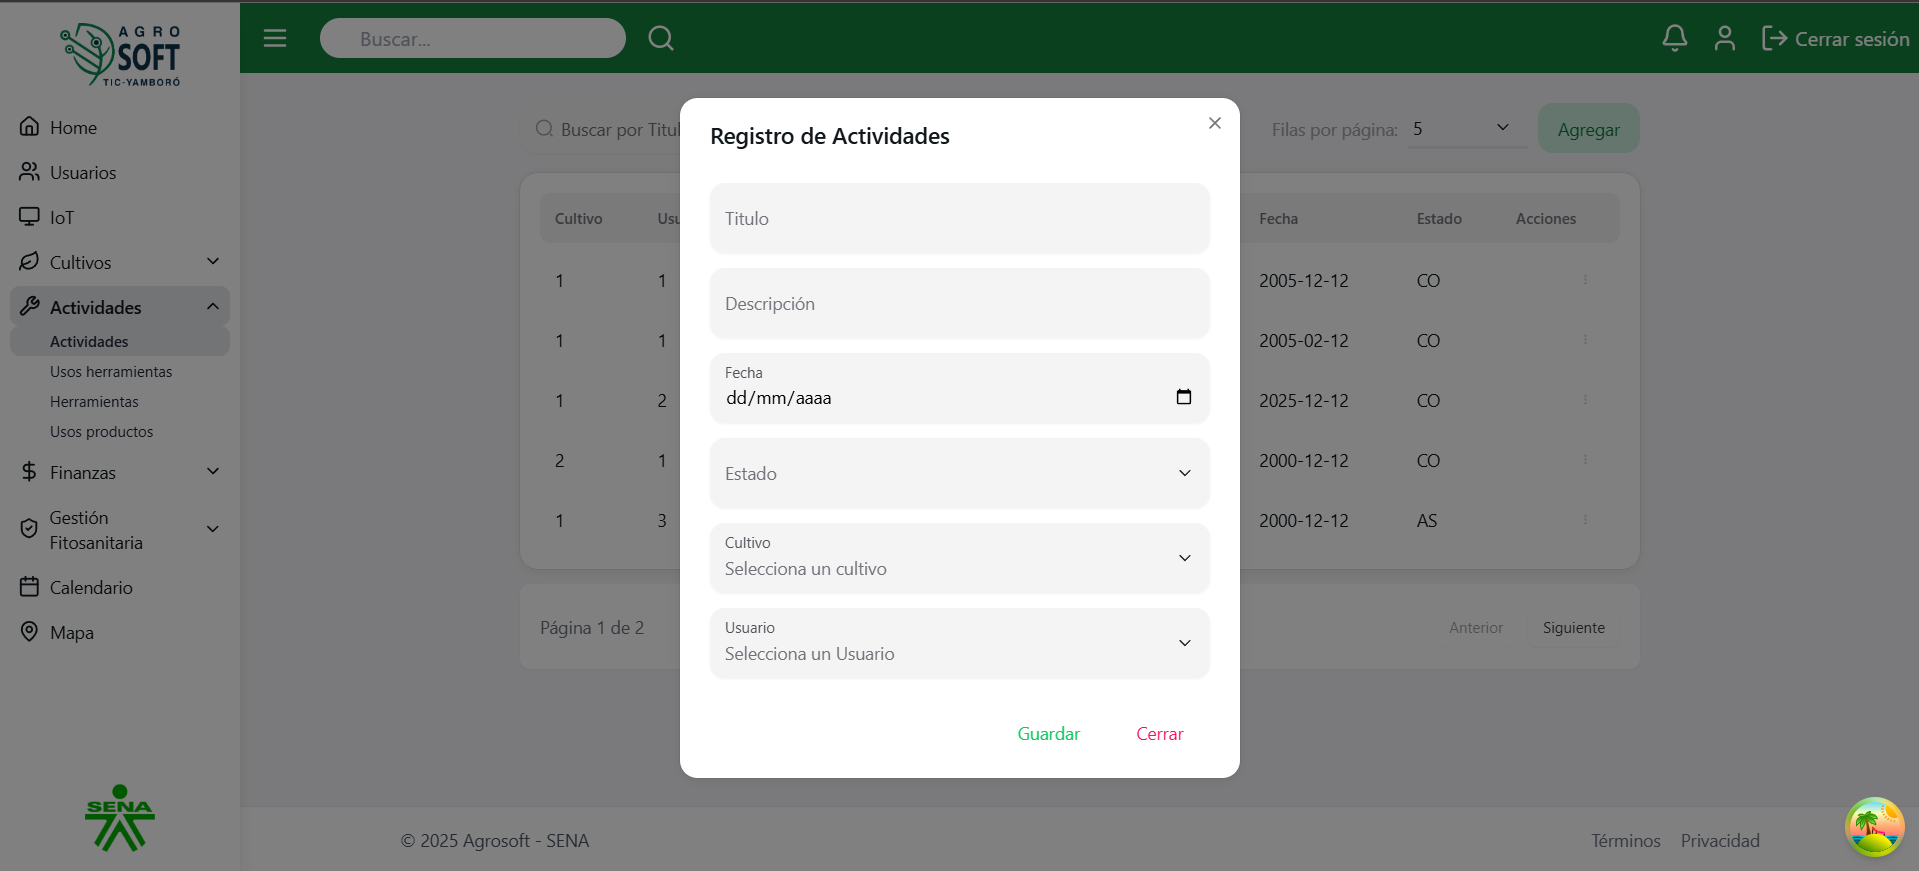 AGRO
SOFT
TIC-YAMBORÓ
Home
Usuarios
IoT
Cultivos
Actividades
Actividades
Usos herramientas
Herramientas
Usos productos
Finanzas
Gestión
Fitosanitaria
Calendario
Mapa
SENA
Buscar...
Cerrar sesión
Buscar por Titul
Filas por página: 5
Agregar
Cultivo Usu Fecha Estado Acciones
1 1 2005-12-12 CO
1 1 2005-02-12 CO
1 2 2025-12-12 CO
2 1 2000-12-12 CO
1 3 2000-12-12 AS
Página 1 de 2
Anterior Siguiente
Registro de Actividades
Titulo
Descripción
Fecha
dd/mm/aaaa
Estado
Cultivo
Selecciona un cultivo
Usuario
Selecciona un Usuario
Guardar Cerrar
© 2025 Agrosoft - SENA
Términos Privacidad